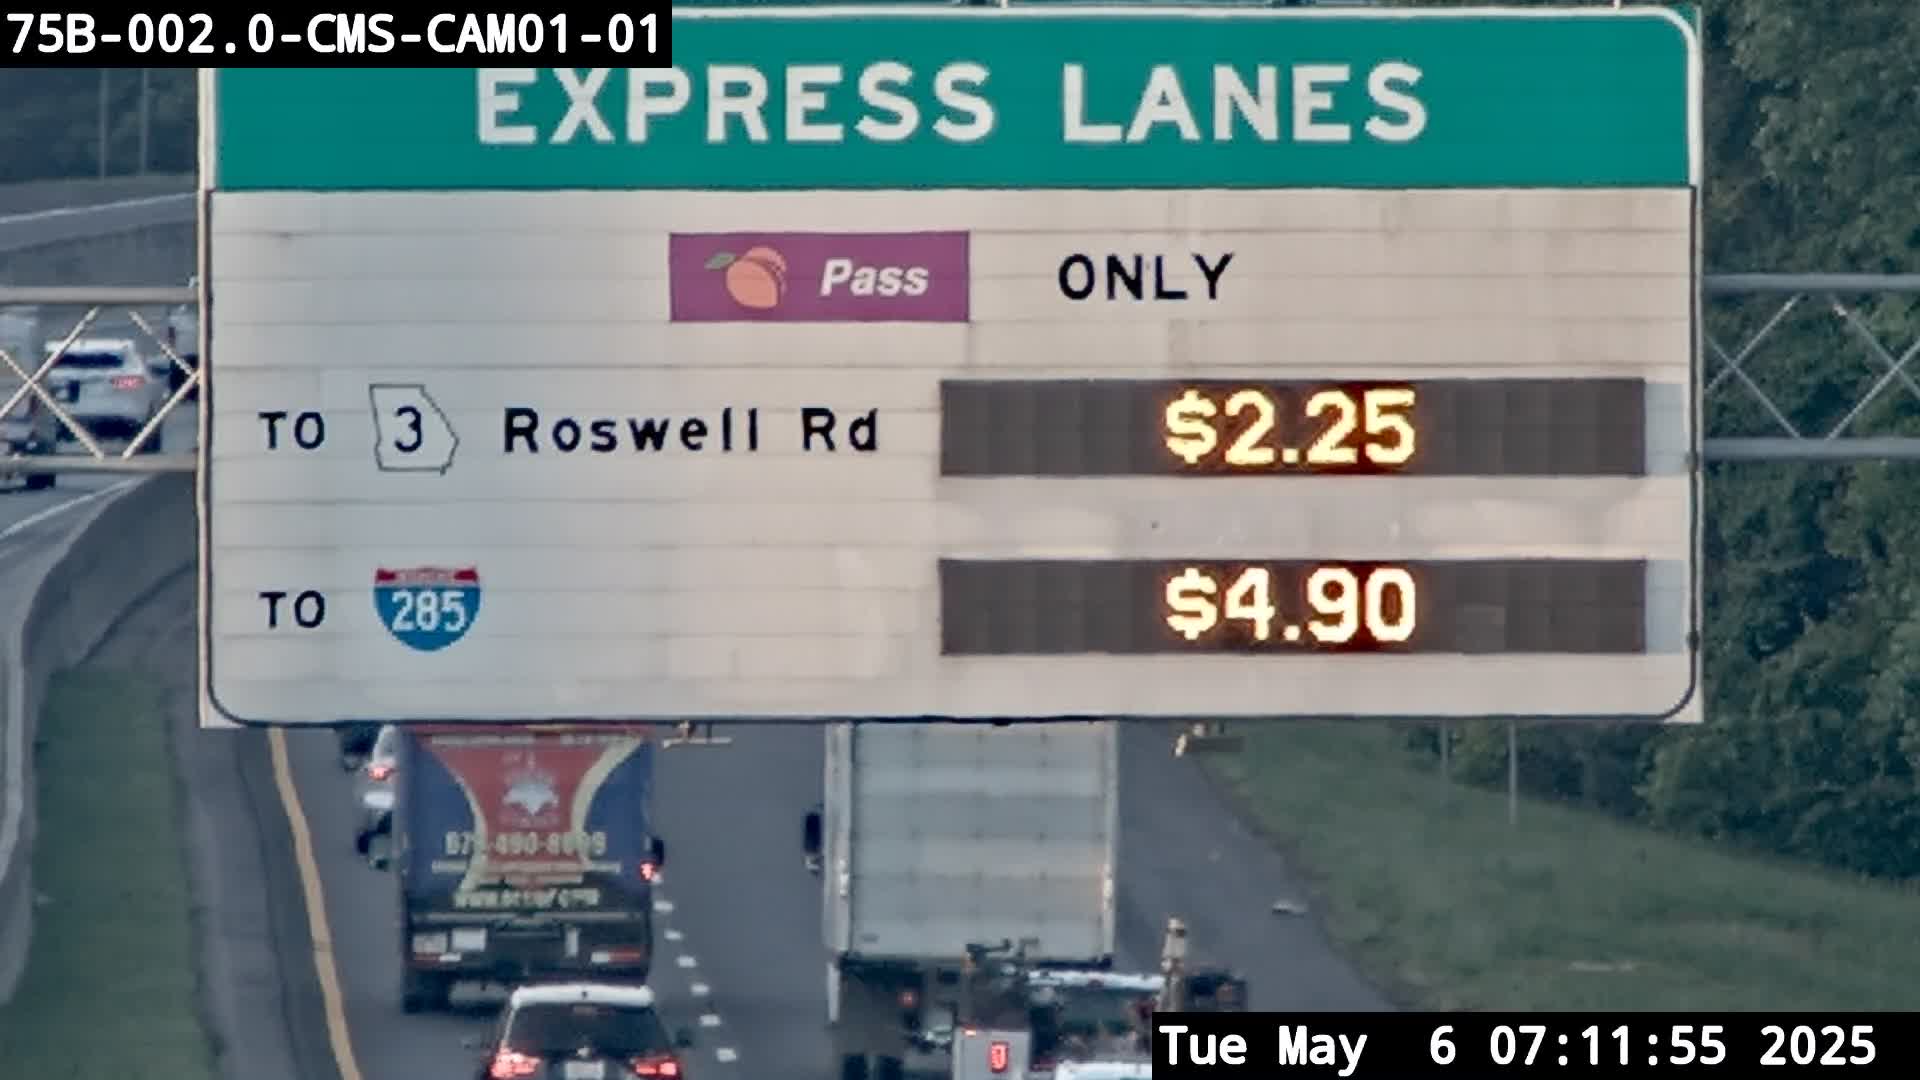 75B-002.0-CMS-CAM01-01
EXPRESS LANES
Pass ONLY
TO 3 Roswell Rd $2.25
TO 285 $4.90
Tue May 6 07:11:55 2025